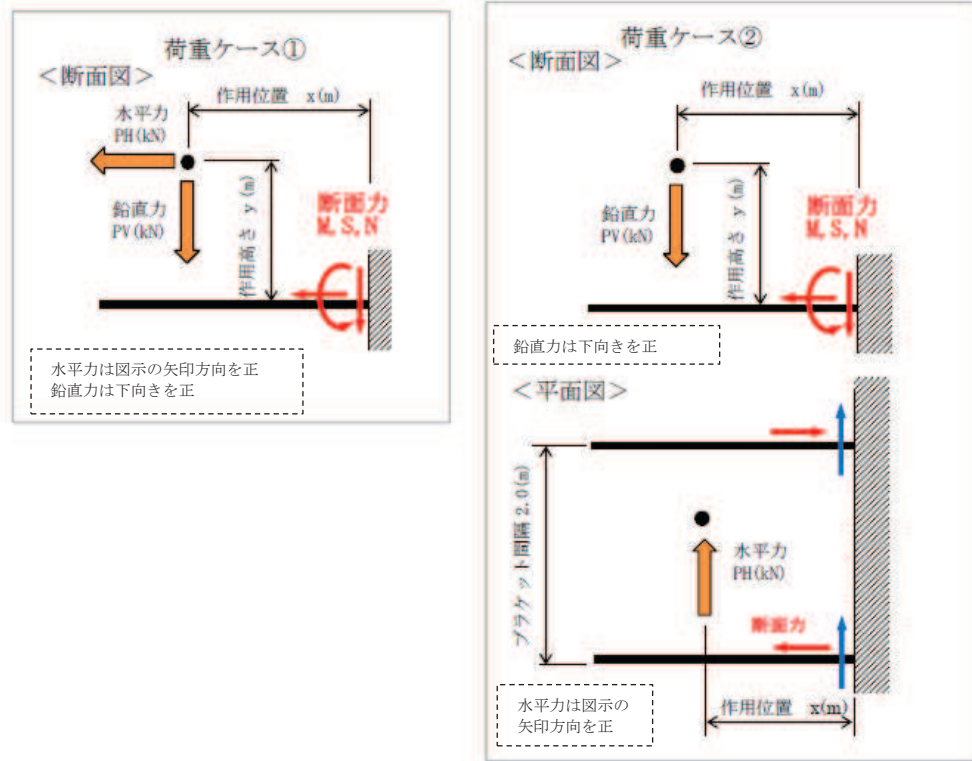 荷重ケース①
＜断面図＞
作用位置 x(m)
水平力
PH(kN)
鉛直力
PV(kN)
作用高さ y(m)
断面力
M,S,N
水平力は図示の矢印方向を正
鉛直力は下向きを正
荷重ケース②
＜断面図＞
作用位置 x(m)
鉛直力
PV(kN)
作用高さ y(m)
断面力
M,S,N
鉛直力は下向きを正
＜平面図＞
ブラケット間隔 2.0(m)
水平力
PH(kN)
断面力
作用位置 x(m)
水平力は図示の
矢印方向を正